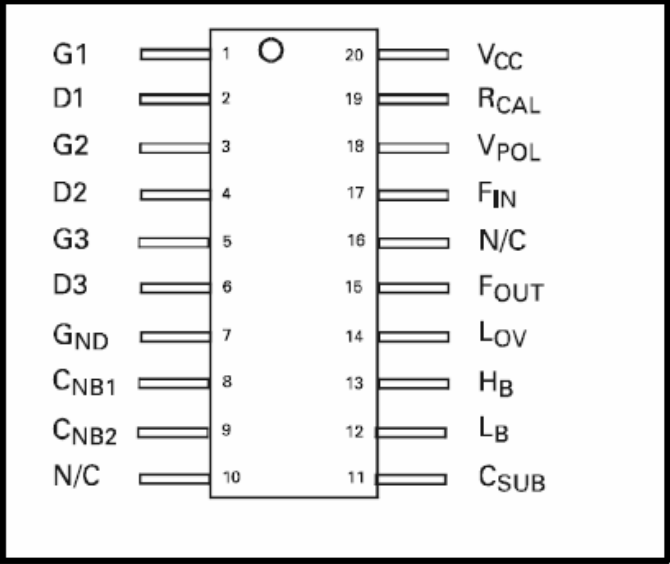 G1 1 20 VCC
D1 2 19 RCAL
G2 3 18 VPOL
D2 4 17 FIN
G3 5 16 N/C
D3 6 15 FOUT
GND 7 14 LOV
CNB1 8 13 HB
CNB2 9 12 LB
N/C 10 11 CSUB